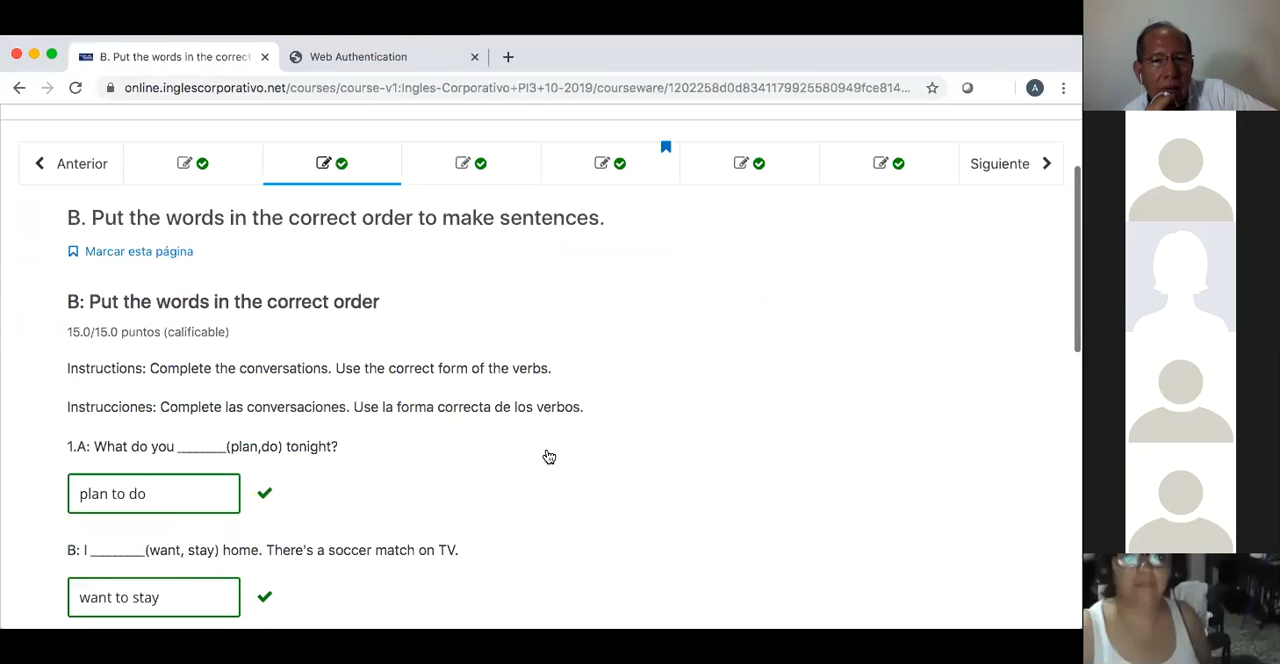 B. Put the words in the correct
Web Authentication
online.inglescorporativo.net/courses/course-v1:Ingles-Corporativo+PI3+10-2019/courseware/1202258d0d8341179925580949fce814...
A
Anterior
Siguiente
B. Put the words in the correct order to make sentences.
Marcar esta página
B: Put the words in the correct order
15.0/15.0 puntos (calificable)
Instructions: Complete the conversations. Use the correct form of the verbs.
Instrucciones: Complete las conversaciones. Use la forma correcta de los verbos.
1.A: What do you ______(plan,do) tonight?
plan to do
B: I _______(want, stay) home. There's a soccer match on TV.
want to stay